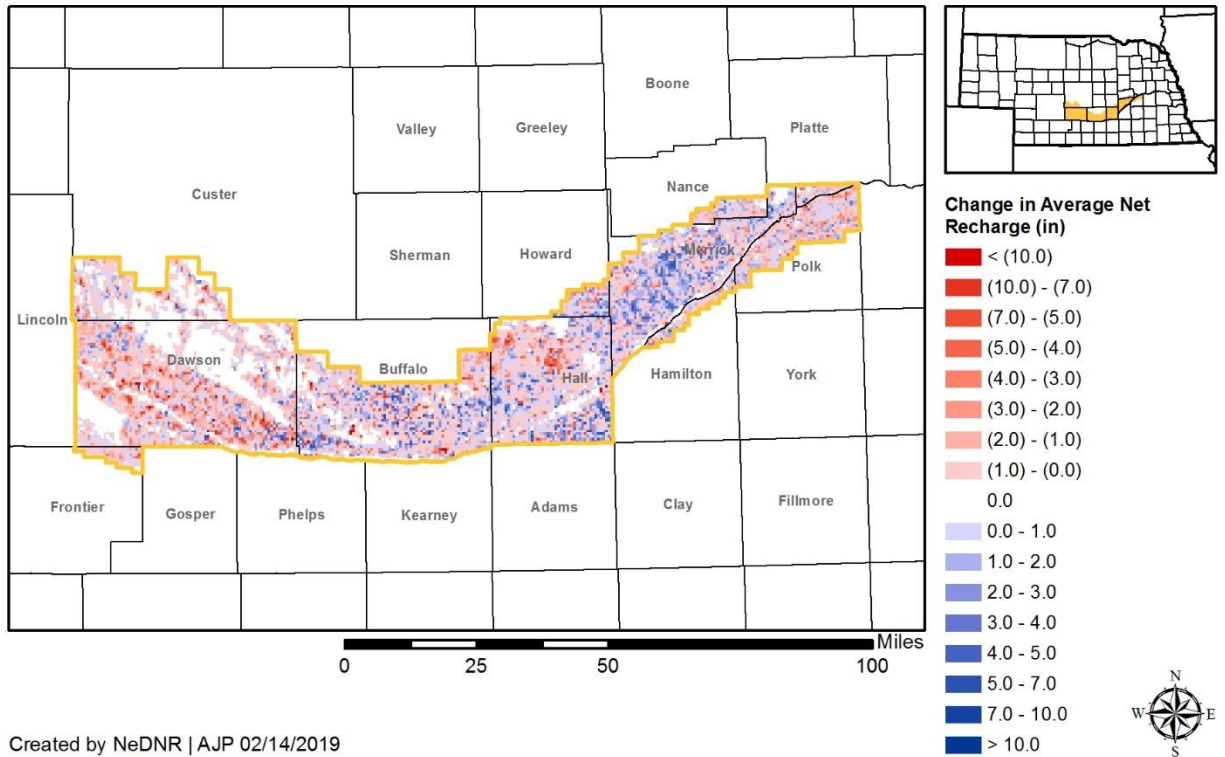 Boone
Valley
Greeley
Platte
Custer
Nance
Sherman
Howard
Merrick
Polk
Lincoln
Dawson
Buffalo
Hall
Hamilton
York
Frontier
Gosper
Phelps
Kearney
Adams
Clay
Fillmore
Miles
0 25 50 100
Created by NeDNR | AJP 02/14/2019
Change in Average Net
Recharge (in)
< (10.0)
(10.0) - (7.0)
(7.0) - (5.0)
(5.0) - (4.0)
(4.0) - (3.0)
(3.0) - (2.0)
(2.0) - (1.0)
(1.0) - (0.0)
0.0
0.0 - 1.0
1.0 - 2.0
2.0 - 3.0
3.0 - 4.0
4.0 - 5.0
5.0 - 7.0
7.0 - 10.0
> 10.0
N
W E
S